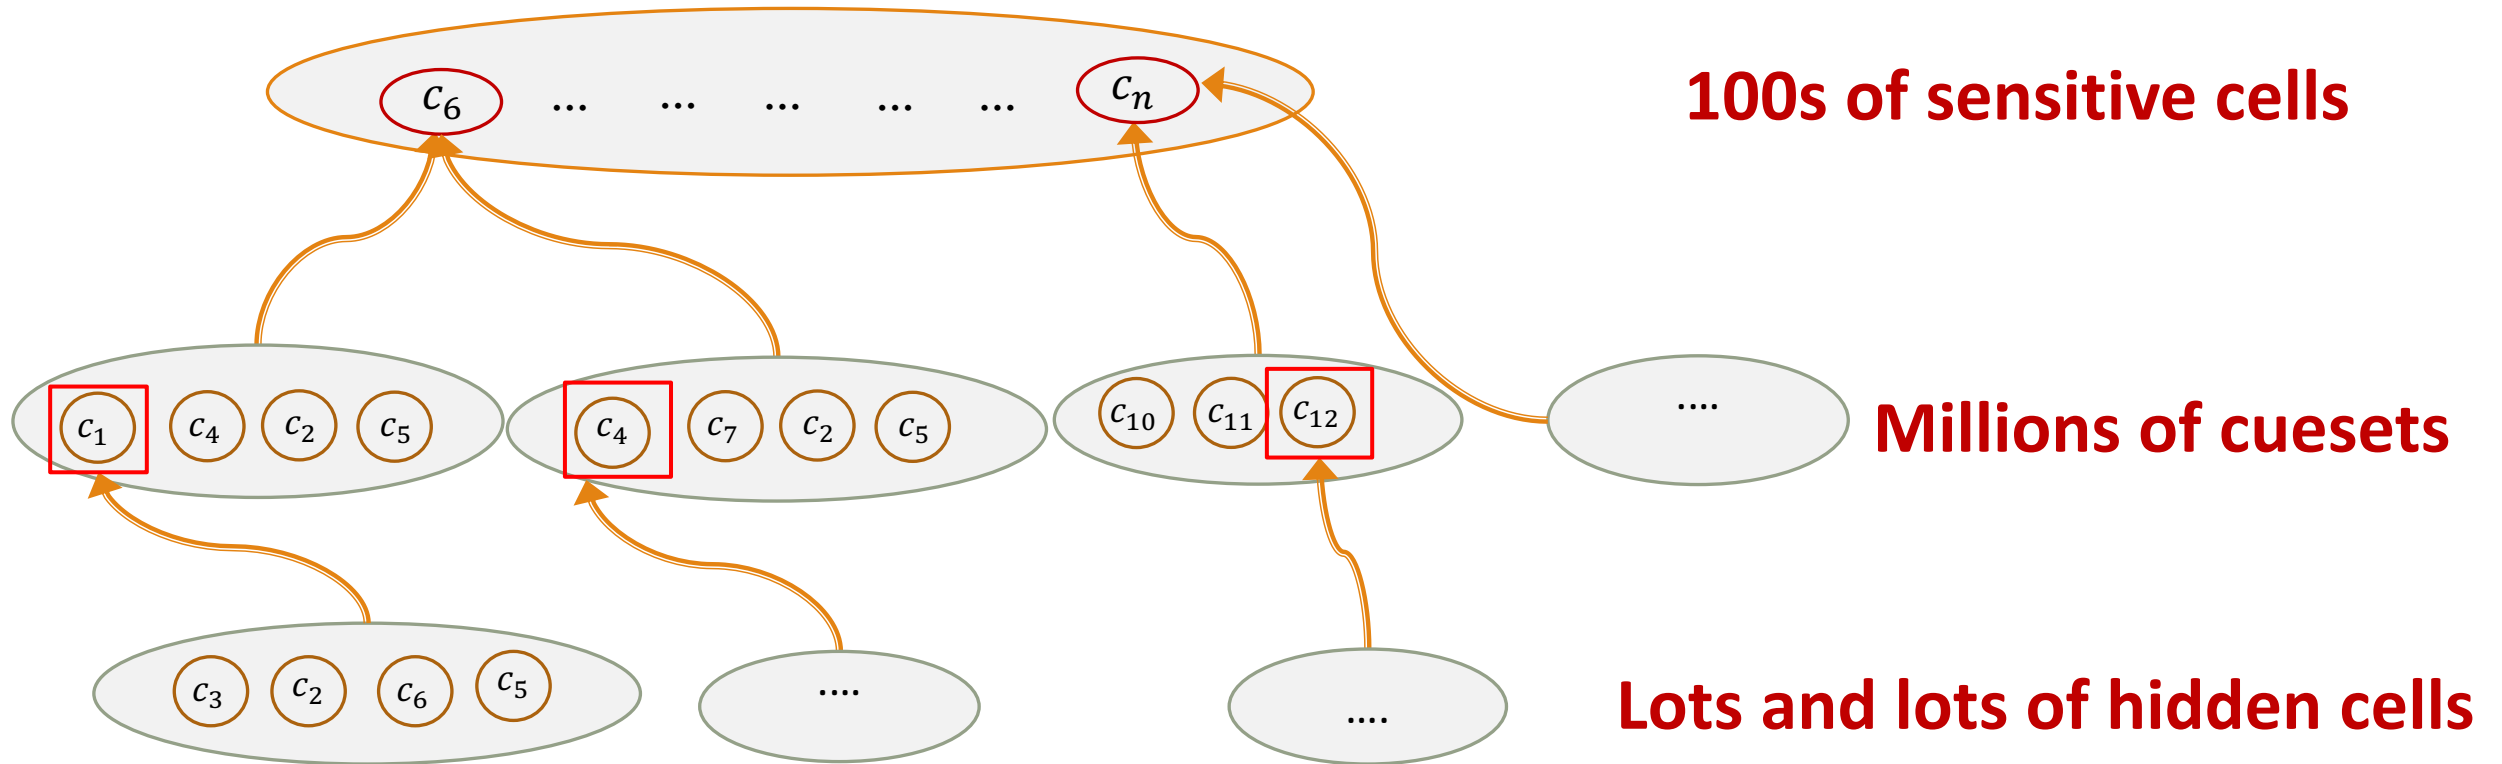 c6 ... ... ... ... ... cn 100s of sensitive cells
c1 c4 c2 c5 c4 c7 c2 c5 c10 c11 c12 .... Millions of cuesets
c3 c2 c6 c5 .... .... Lots and lots of hidden cells